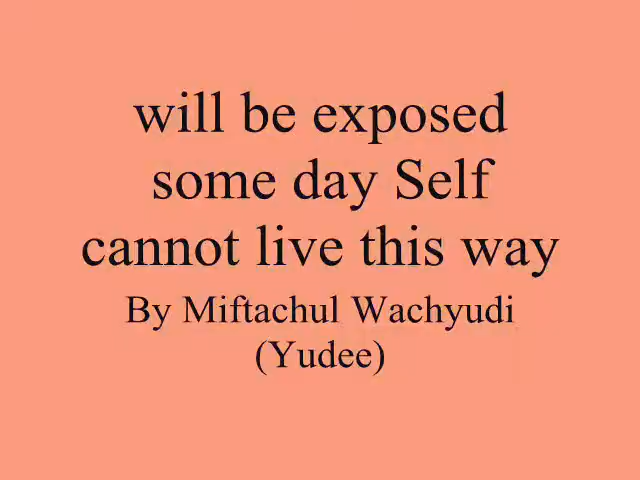 will be exposed
some day Self
cannot live this way
By Miftachul Wachyudi
(Yudee)